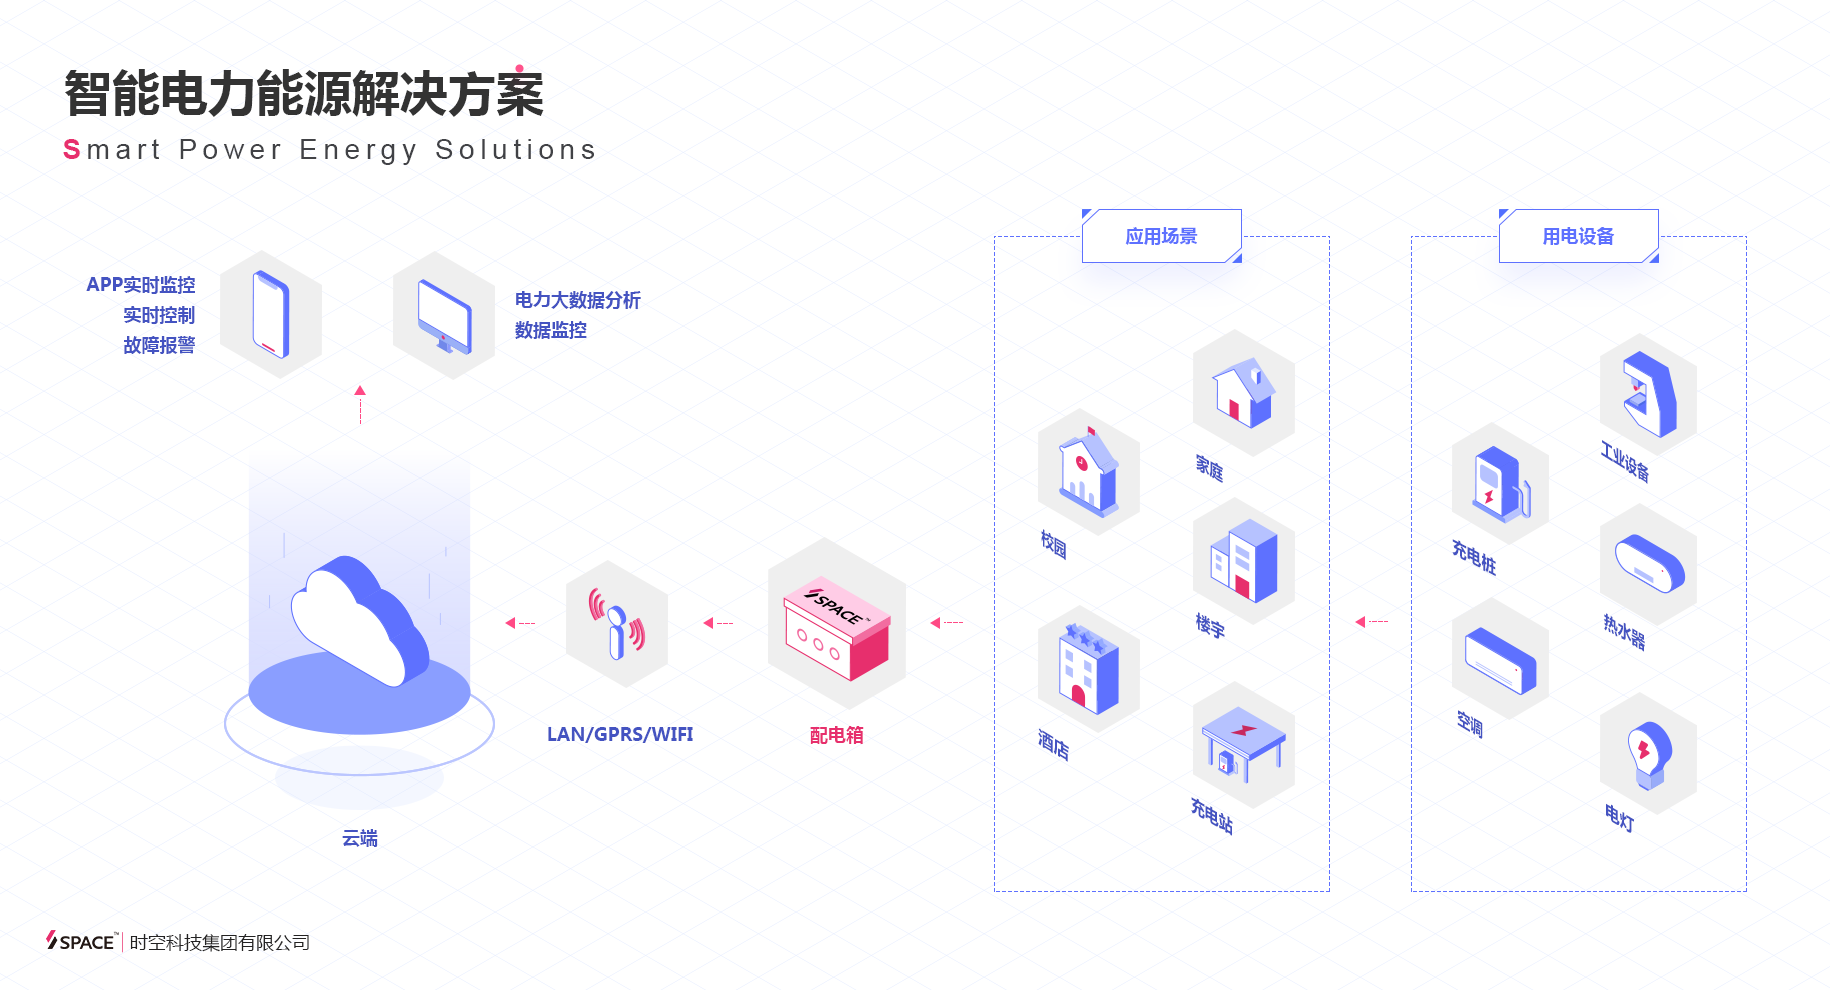 智能电力能源解决方案
Smart Power Energy Solutions
APP实时监控
实时控制
故障报警
电力大数据分析
数据监控
云端
LAN/GPRS/WIFI
SPACE™
配电箱
应用场景
家庭
校园
楼宇
酒店
充电站
用电设备
工业设备
充电桩
热水器
空调
电灯
SPACE™ 时空科技集团有限公司